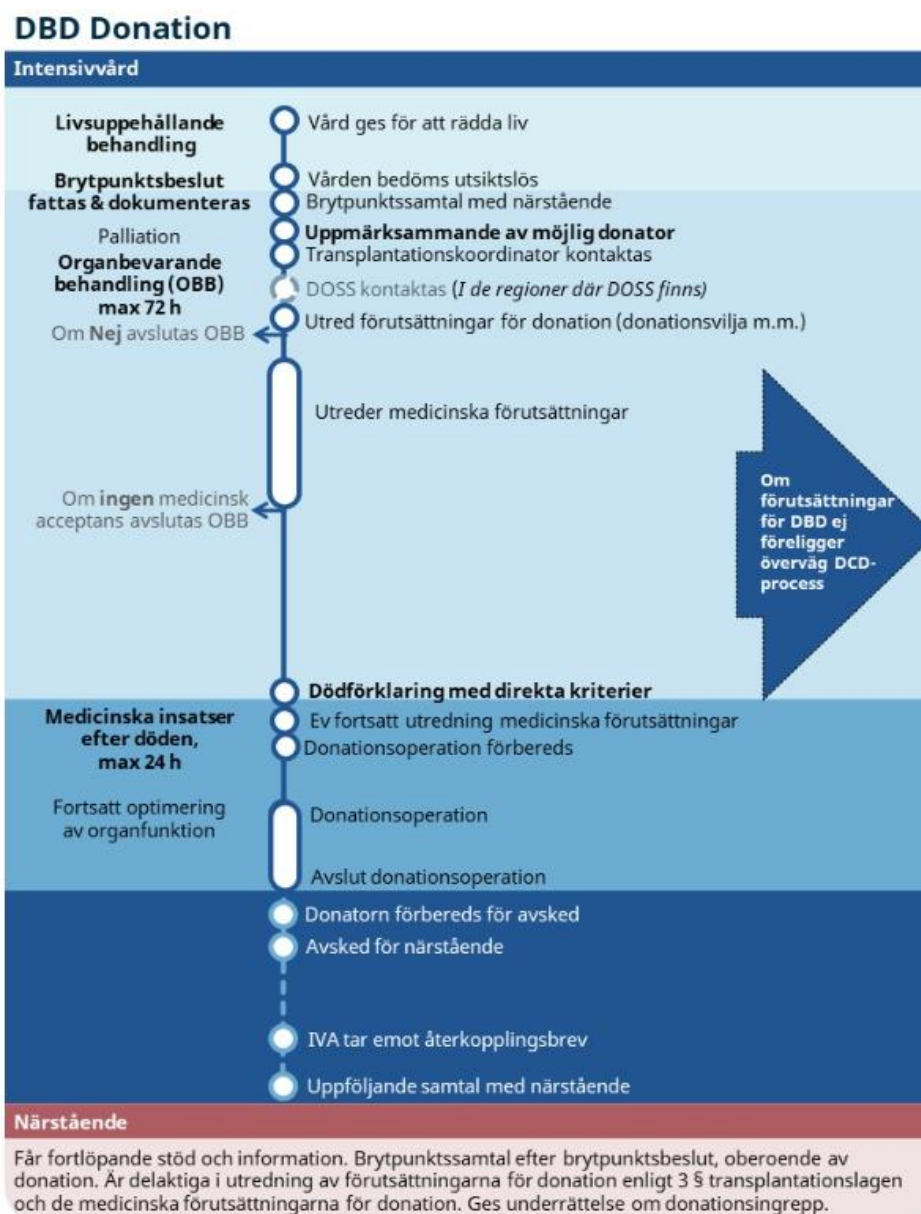 DBD Donation
Intensivvård
Livsuppehållande
behandling
Vård ges för att rädda liv
Brytpunktsbeslut
fattas & dokumenteras
Vården bedöms utsiktslös
Brytpunktssamtal med närstående
Palliation
Uppmärksammande av möjlig donator
Transplantationskoordinator kontaktas
Organbevarande
behandling (OBB)
max 72 h
DOSS kontaktas (I de regioner där DOSS finns)
Om Nej avslutas OBB
Utred förutsättningar för donation (donationsvilja m.m.)
Utreder medicinska förutsättningar
Om ingen medicinsk
acceptans avslutas OBB
Om
förutsättningar
för DBD ej
föreligger
överväg DCD-
process
Dödförklaring med direkta kriterier
Medicinska insatser
efter döden,
max 24 h
Ev fortsatt utredning medicinska förutsättningar
Donationsoperation förbereds
Fortsatt optimering
av organfunktion
Donationsoperation
Avslut donationsoperation
Donatorn förbereds för avsked
Avsked för närstående
IVA tar emot återkopplingsbrev
Uppföljande samtal med närstående
Närstående
Får fortlöpande stöd och information. Brytpunktssamtal efter brytpunktsbeslut, oberoende av
donation. Är delaktiga i utredning av förutsättningarna för donation enligt 3 § transplantationslagen
och de medicinska förutsättningarna för donation. Ges underrättelse om donationsingrepp.